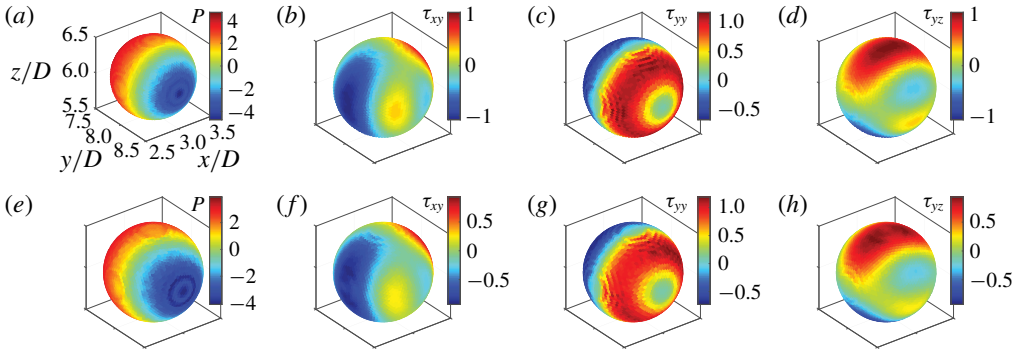 (a) P 4 2 0 −2 −4
6.5 6.0 5.5 z/D
7.5 8.0 8.5 y/D
2.5 3.0 3.5 x/D
(b) τxy 1 0 −1
(c) τyy 1.0 0.5 0 −0.5
(d) τyz 1 0 −1
(e) P 2 0 −2 −4
(f) τxy 0.5 0 −0.5
(g) τyy 1.0 0.5 0 −0.5
(h) τyz 0.5 0 −0.5